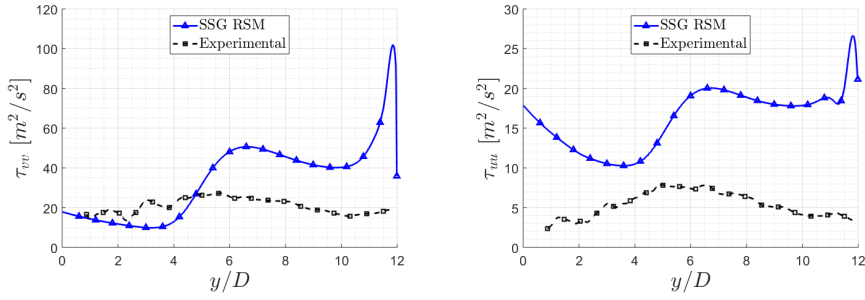 SSG RSM
Experimental
120
100
80
60
40
20
0
τ_vv [m²/s²]
0 2 4 6 8 10 12
y/D
SSG RSM
Experimental
30
25
20
15
10
5
0
τ_uu [m²/s²]
0 2 4 6 8 10 12
y/D